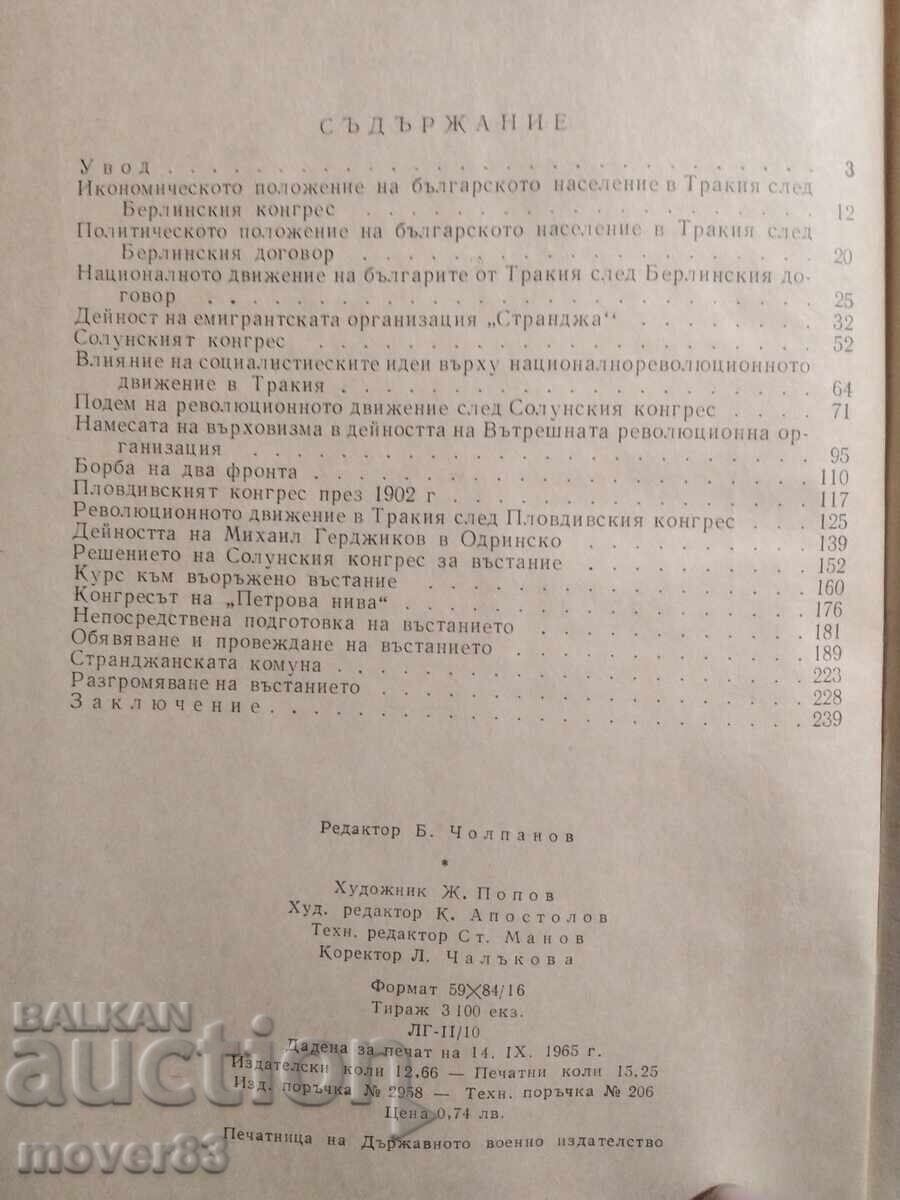 СЪДЪРЖАНИЕ
Увод . . . . . . . . . . . . . . . . . . . . 3
Икономическото положение на българското население в Тракия след
Берлинския конгрес . . . . . . . . . . . . . . . 12
Политическото положение на българското население в Тракия след
Берлинския договор . . . . . . . . . . . . . . . 20
Националното движение на българите от Тракия след Берлинския до-
говор . . . . . . . . . . . . . . . . . . . . 25
Дейност на емигрантската организация „Странджа“ . . . . . . . 32
Солунският конгрес . . . . . . . . . . . . . . . 52
Влияние на социалистиеските идеи върху националнореволюционното
движение в Тракия . . . . . . . . . . . . . . . 64
Подем на революционното движение след Солунския конгрес . . . . 71
Намесата на върховизма в дейността на Вътрешната революционна ор-
ганизация . . . . . . . . . . . . . . . . . . . 95
Борба на два фронта . . . . . . . . . . . . . . . 110
Пловдивският конгрес през 1902 г . . . . . . . . . . . 117
Революционното движение в Тракия след Пловдивския конгрес . . . 125
Дейността на Михаил Герджиков в Одринско . . . . . . . . 139
Решението на Солунския конгрес за въстание . . . . . . . . 152
Курс към въоръжено въстание . . . . . . . . . . . . 160
Конгресът на „Петрова нива“ . . . . . . . . . . . . . 176
Непосредствена подготовка на въстанието . . . . . . . . . 181
Обявяване и провеждане на въстанието . . . . . . . . . . 189
Странджанската комуна . . . . . . . . . . . . . . . 223
Разгромяване на въстанието . . . . . . . . . . . . . 228
Заключение . . . . . . . . . . . . . . . . . . . 239
Редактор Б. Чолпанов
*
Художник Ж. Попов
Худ. редактор К. Апостолов
Техн. редактор Ст. Манов
Коректор Л. Чалъкова
Формат 59×84/16
Тираж 3 100 екз.
ЛГ-II/10
Дадена за печат на 14. IX. 1965 г.
Издателски коли 12,66 — Печатни коли 15,25
Изд. поръчка № 2958 — Техн. поръчка № 206
Цена 0,74 лв.
Печатница на Държавното военно издателство
BALKAN
auction
mover83